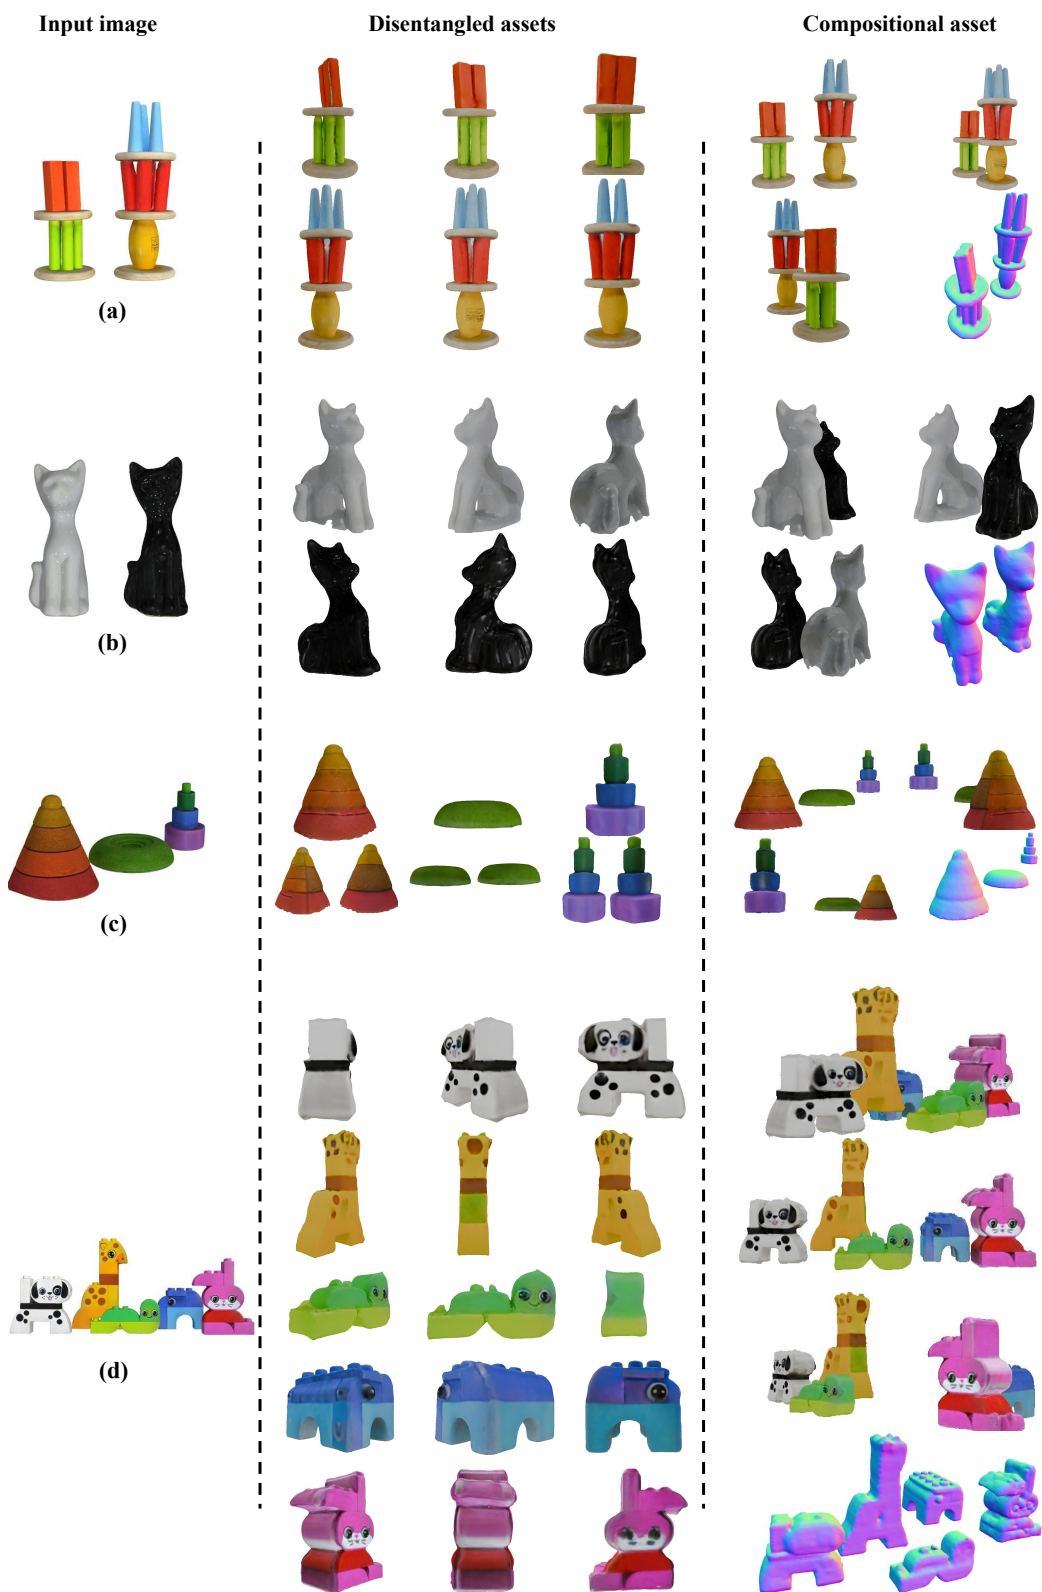 Input image
Disentangled assets
Compositional asset
(a)
(b)
(c)
(d)